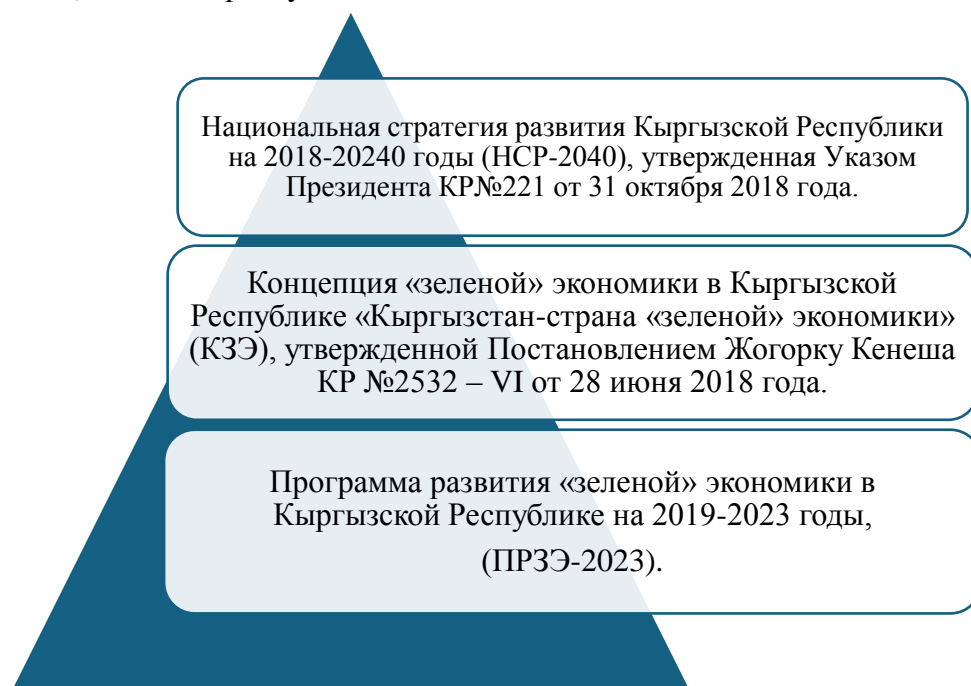 Национальная стратегия развития Кыргызской Республики
на 2018-20240 годы (НСР-2040), утвержденная Указом
Президента КР№221 от 31 октября 2018 года.
Концепция «зеленой» экономики в Кыргызской
Республике «Кыргызстан-страна «зеленой» экономики»
(КЗЭ), утвержденной Постановлением Жогорку Кенеша
КР №2532 – VI от 28 июня 2018 года.
Программа развития «зеленой» экономики в
Кыргызской Республике на 2019-2023 годы,
(ПРЗЭ-2023).